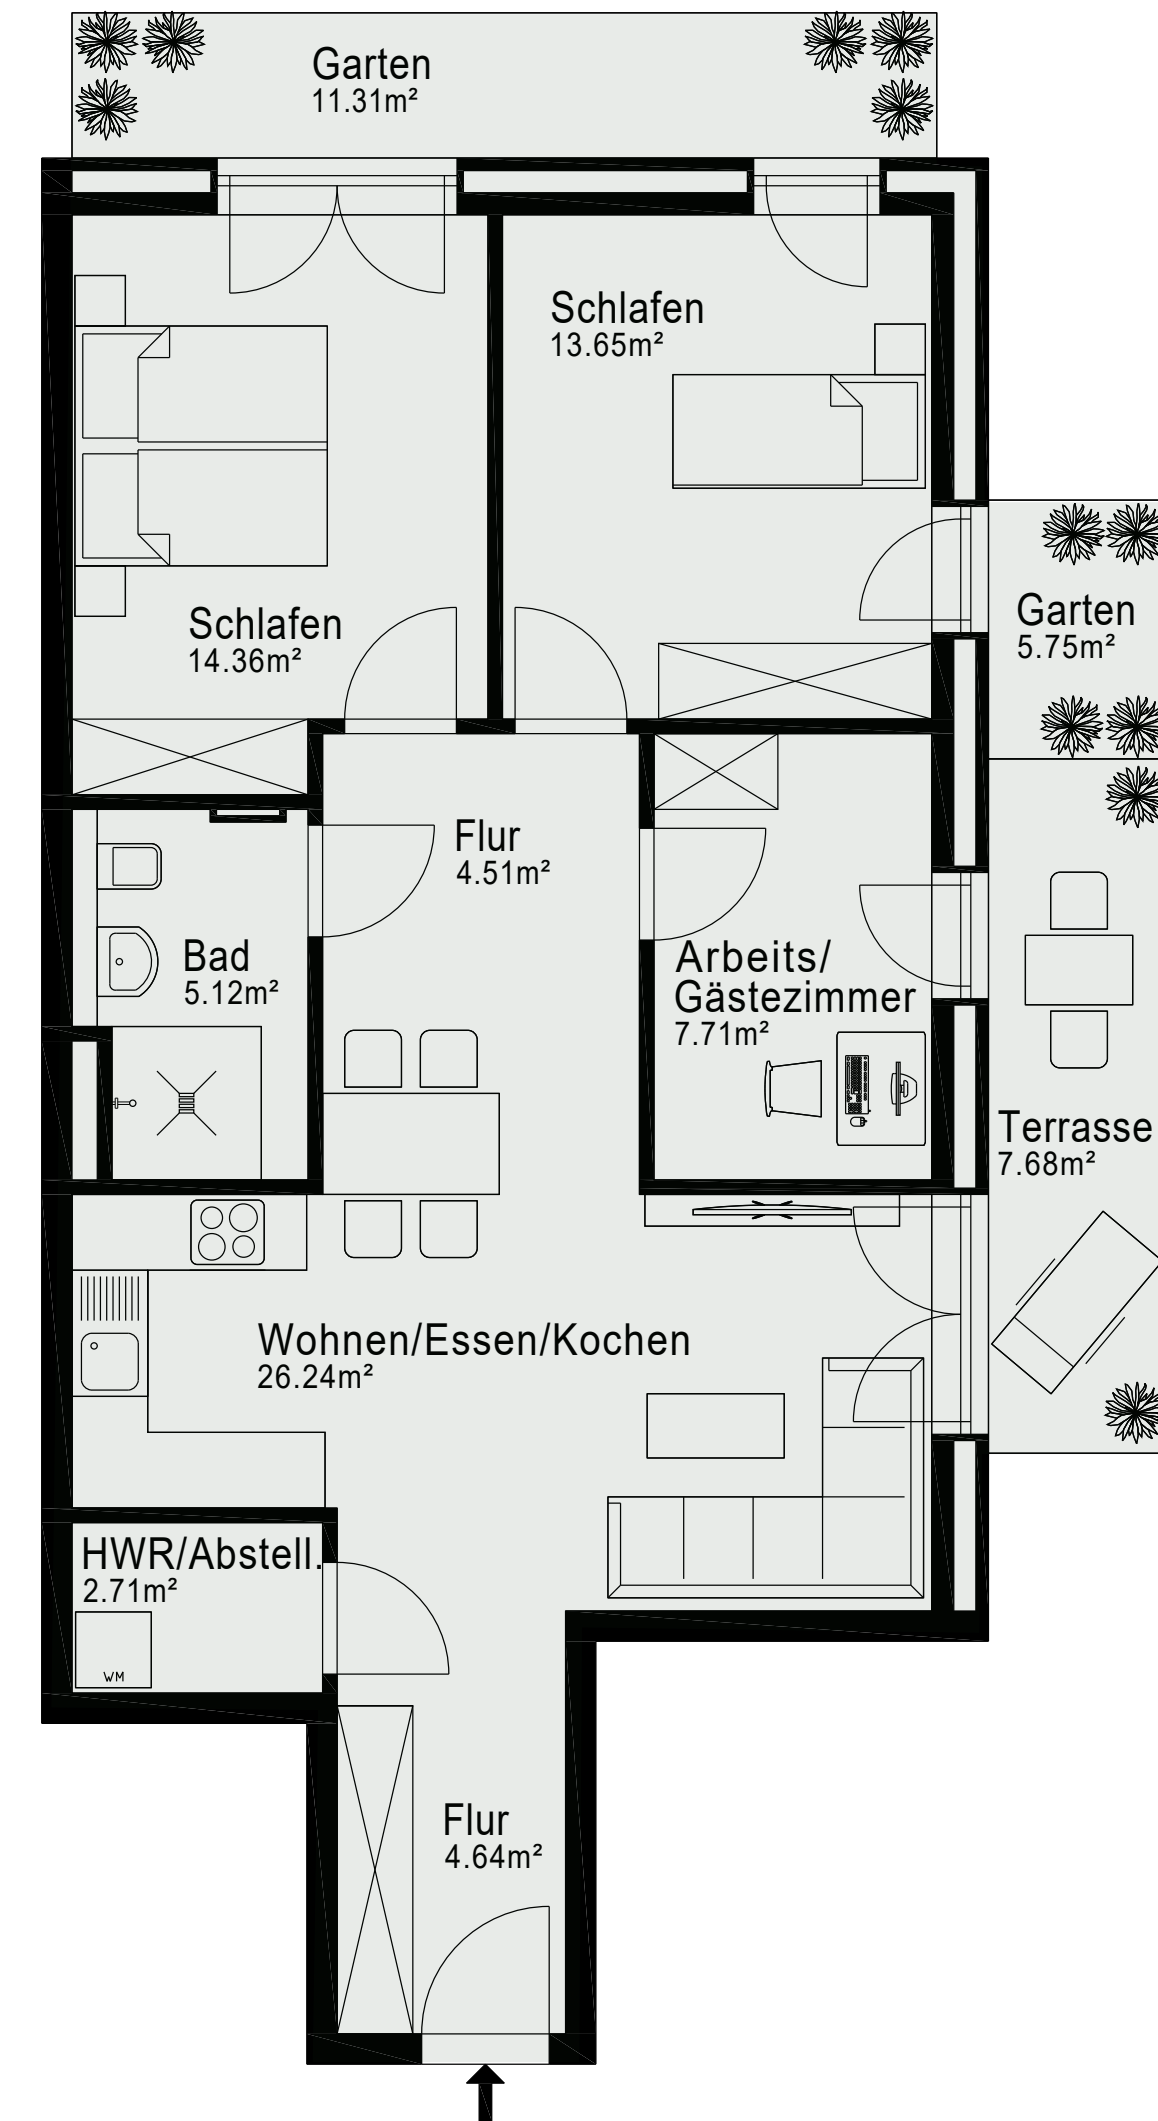 Garten
11.31m²
Schlafen
13.65m²
Schlafen
14.36m²
Garten
5.75m²
Flur
4.51m²
Bad
5.12m²
Arbeits/
Gästezimmer
7.71m²
Terrasse
7.68m²
Wohnen/Essen/Kochen
26.24m²
HWR/Abstell.
2.71m²
WM
Flur
4.64m²